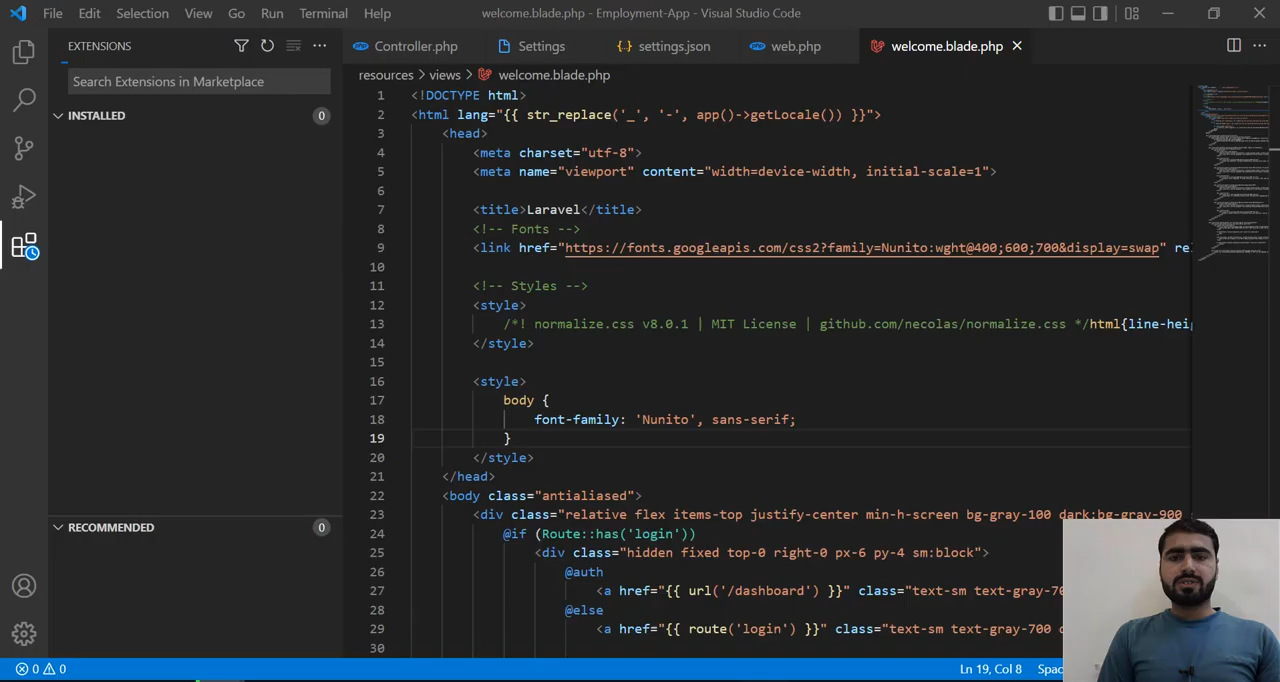 File Edit Selection View Go Run Terminal Help
welcome.blade.php - Employment-App - Visual Studio Code
EXTENSIONS
Search Extensions in Marketplace
INSTALLED 0
RECOMMENDED 0
Controller.php Settings settings.json web.php welcome.blade.php
resources > views > welcome.blade.php
1 <!DOCTYPE html>
2 <html lang="{{ str_replace('_', '-', app()->getLocale()) }}">
3 <head>
4 <meta charset="utf-8">
5 <meta name="viewport" content="width=device-width, initial-scale=1">
6
7 <title>Laravel</title>
8 <!-- Fonts -->
9 <link href="https://fonts.googleapis.com/css2?family=Nunito:wght@400;600;700&display=swap" rel
10
11 <!-- Styles -->
12 <style>
13 /*! normalize.css v8.0.1 | MIT License | github.com/necolas/normalize.css */html{line-heig
14 </style>
15
16 <style>
17 body {
18 font-family: 'Nunito', sans-serif;
19 }
20 </style>
21 </head>
22 <body class="antialiased">
23 <div class="relative flex items-top justify-center min-h-screen bg-gray-100 dark:bg-gray-900
24 @if (Route::has('login'))
25 <div class="hidden fixed top-0 right-0 px-6 py-4 sm:block">
26 @auth
27 <a href="{{ url('/dashboard') }}" class="text-sm text-gray-70
28 @else
29 <a href="{{ route('login') }}" class="text-sm text-gray-700
30
0 0 Ln 19, Col 8 Spac